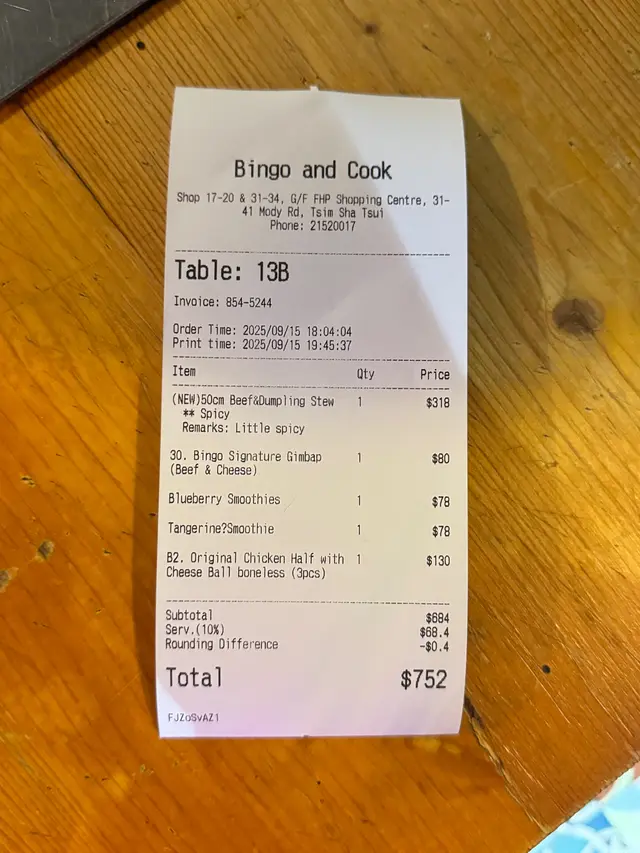 Bingo and Cook
Shop 17-20 & 31-34, G/F FHP Shopping Centre, 31-
41 Mody Rd, Tsim Sha Tsui
Phone: 21520017
Table: 13B
Invoice: 854-5244
Order Time: 2025/09/15 18:04:04
Print time: 2025/09/15 19:45:37
Item Qty Price
(NEW)50cm Beef&Dumpling Stew 1 $318
** Spicy
Remarks: Little spicy
30. Bingo Signature Gimbap 1 $80
(Beef & Cheese)
Blueberry Smoothies 1 $78
Tangerine?Smoothie 1 $78
B2. Original Chicken Half with 1 $130
Cheese Ball boneless (3pcs)
Subtotal $684
Serv.(10%) $68.4
Rounding Difference -$0.4
Total $752
FJZoSvAZ1